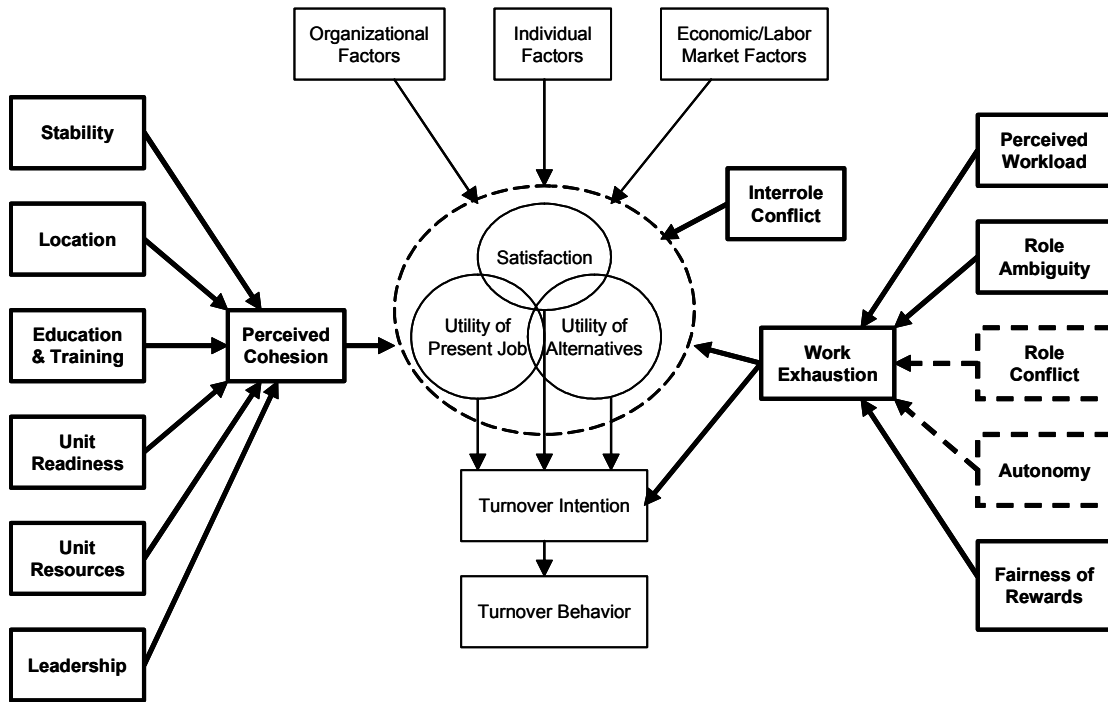 Organizational
Factors
Individual
Factors
Economic/Labor
Market Factors
Stability
Location
Education
& Training
Unit
Readiness
Unit
Resources
Leadership
Perceived
Cohesion
Satisfaction
Utility of
Present Job
Utility of
Alternatives
Interrole
Conflict
Turnover Intention
Turnover Behavior
Work
Exhaustion
Perceived
Workload
Role
Ambiguity
Role
Conflict
Autonomy
Fairness of
Rewards